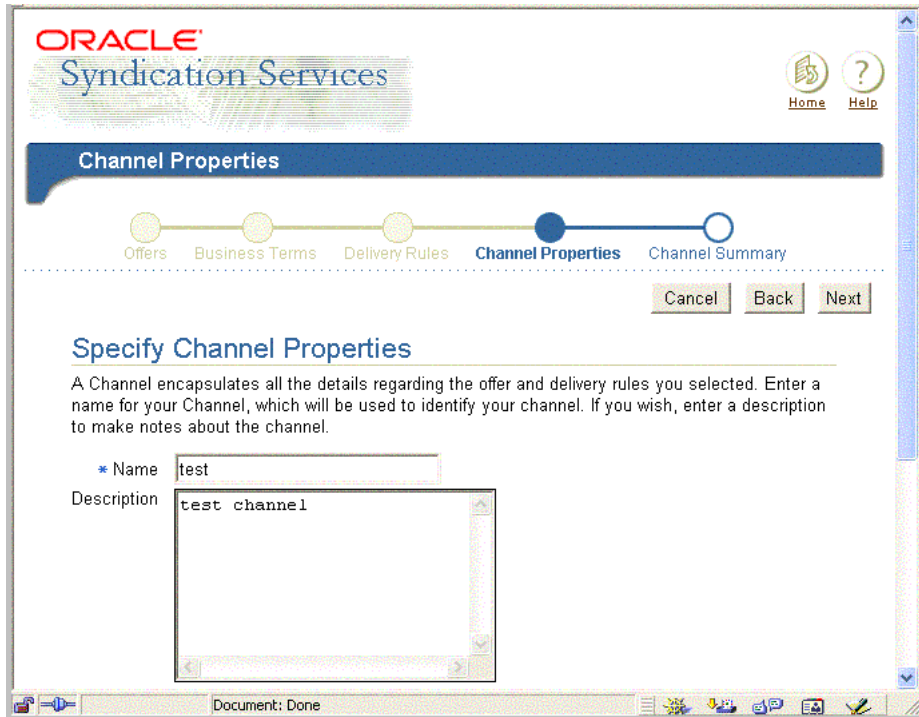 ORACLE
Syndication Services
Home
Help
Channel Properties
Offers
Business Terms
Delivery Rules
Channel Properties
Channel Summary
Cancel
Back
Next
Specify Channel Properties
A Channel encapsulates all the details regarding the offer and delivery rules you selected. Enter a
name for your Channel, which will be used to identify your channel. If you wish, enter a description
to make notes about the channel.
* Name test
Description
test channel
Document: Done